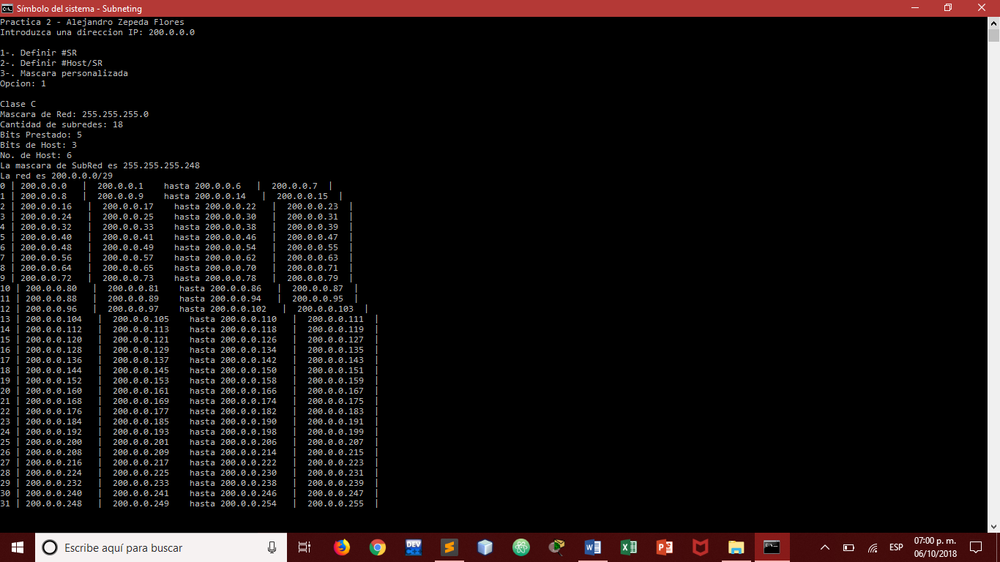 Símbolo del sistema - Subneting
Practica 2 - Alejandro Zepeda Flores
Introduzca una direccion IP: 200.0.0.0
1-. Definir #SR
2-. Definir #Host/SR
3-. Mascara personalizada
Opcion: 1
Clase C
Mascara de Red: 255.255.255.0
Cantidad de subredes: 18
Bits Prestado: 5
Bits de Host: 3
No. de Host: 6
La mascara de SubRed es 255.255.255.248
La red es 200.0.0.0/29
0 | 200.0.0.0 | 200.0.0.1 hasta 200.0.0.6 | 200.0.0.7 |
1 | 200.0.0.8 | 200.0.0.9 hasta 200.0.0.14 | 200.0.0.15 |
2 | 200.0.0.16 | 200.0.0.17 hasta 200.0.0.22 | 200.0.0.23 |
3 | 200.0.0.24 | 200.0.0.25 hasta 200.0.0.30 | 200.0.0.31 |
4 | 200.0.0.32 | 200.0.0.33 hasta 200.0.0.38 | 200.0.0.39 |
5 | 200.0.0.40 | 200.0.0.41 hasta 200.0.0.46 | 200.0.0.47 |
6 | 200.0.0.48 | 200.0.0.49 hasta 200.0.0.54 | 200.0.0.55 |
7 | 200.0.0.56 | 200.0.0.57 hasta 200.0.0.62 | 200.0.0.63 |
8 | 200.0.0.64 | 200.0.0.65 hasta 200.0.0.70 | 200.0.0.71 |
9 | 200.0.0.72 | 200.0.0.73 hasta 200.0.0.78 | 200.0.0.79 |
10 | 200.0.0.80 | 200.0.0.81 hasta 200.0.0.86 | 200.0.0.87 |
11 | 200.0.0.88 | 200.0.0.89 hasta 200.0.0.94 | 200.0.0.95 |
12 | 200.0.0.96 | 200.0.0.97 hasta 200.0.0.102 | 200.0.0.103 |
13 | 200.0.0.104 | 200.0.0.105 hasta 200.0.0.110 | 200.0.0.111 |
14 | 200.0.0.112 | 200.0.0.113 hasta 200.0.0.118 | 200.0.0.119 |
15 | 200.0.0.120 | 200.0.0.121 hasta 200.0.0.126 | 200.0.0.127 |
16 | 200.0.0.128 | 200.0.0.129 hasta 200.0.0.134 | 200.0.0.135 |
17 | 200.0.0.136 | 200.0.0.137 hasta 200.0.0.142 | 200.0.0.143 |
18 | 200.0.0.144 | 200.0.0.145 hasta 200.0.0.150 | 200.0.0.151 |
19 | 200.0.0.152 | 200.0.0.153 hasta 200.0.0.158 | 200.0.0.159 |
20 | 200.0.0.160 | 200.0.0.161 hasta 200.0.0.166 | 200.0.0.167 |
21 | 200.0.0.168 | 200.0.0.169 hasta 200.0.0.174 | 200.0.0.175 |
22 | 200.0.0.176 | 200.0.0.177 hasta 200.0.0.182 | 200.0.0.183 |
23 | 200.0.0.184 | 200.0.0.185 hasta 200.0.0.190 | 200.0.0.191 |
24 | 200.0.0.192 | 200.0.0.193 hasta 200.0.0.198 | 200.0.0.199 |
25 | 200.0.0.200 | 200.0.0.201 hasta 200.0.0.206 | 200.0.0.207 |
26 | 200.0.0.208 | 200.0.0.209 hasta 200.0.0.214 | 200.0.0.215 |
27 | 200.0.0.216 | 200.0.0.217 hasta 200.0.0.222 | 200.0.0.223 |
28 | 200.0.0.224 | 200.0.0.225 hasta 200.0.0.230 | 200.0.0.231 |
29 | 200.0.0.232 | 200.0.0.233 hasta 200.0.0.238 | 200.0.0.239 |
30 | 200.0.0.240 | 200.0.0.241 hasta 200.0.0.246 | 200.0.0.247 |
31 | 200.0.0.248 | 200.0.0.249 hasta 200.0.0.254 | 200.0.0.255 |
Escribe aquí para buscar
DEV
ESP
07:00 p. m.
06/10/2018